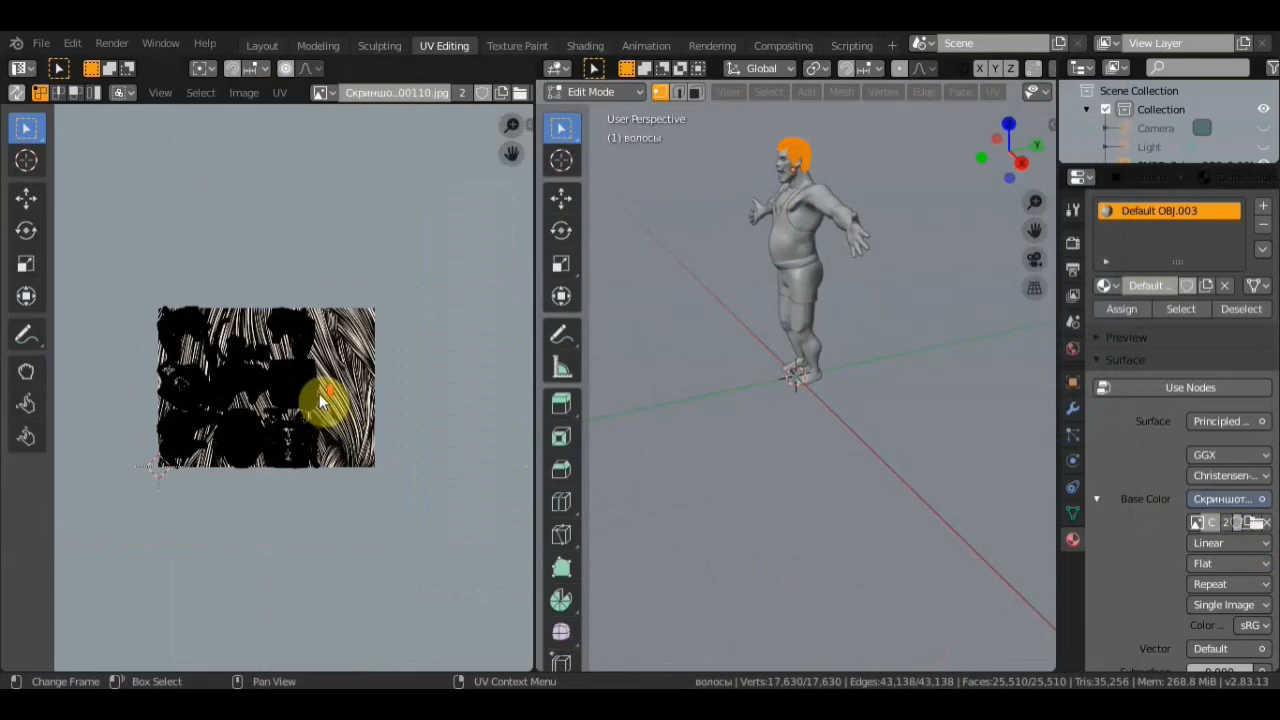 File Edit Render Window Help Layout Modeling Sculpting UV Editing Texture Paint Shading Animation Rendering Compositing Scripting + Scene View Layer
Global X Y Z
View Select Image UV Скриншо...00110.jpg 2 Edit Mode View Select Add Mesh Vertex Edge Face UV
Scene Collection
Collection
Camera
Light
User Perspective
(1) волосы
Z
Y
X
Default OBJ.003
Default ...
Assign Select Deselect
Preview
Surface
Use Nodes
Surface Principled ...
GGX
Christensen-...
Base Color Скриншот...
С 2
Linear
Flat
Repeat
Single Image
Color ... sRG
Vector Default
Change Frame Box Select Pan View UV Context Menu волосы | Verts:17,630/17,630 | Edges:43,138/43,138 | Faces:25,510/25,510 | Tris:35,256 | Mem: 268.8 MiB | v2.83.13